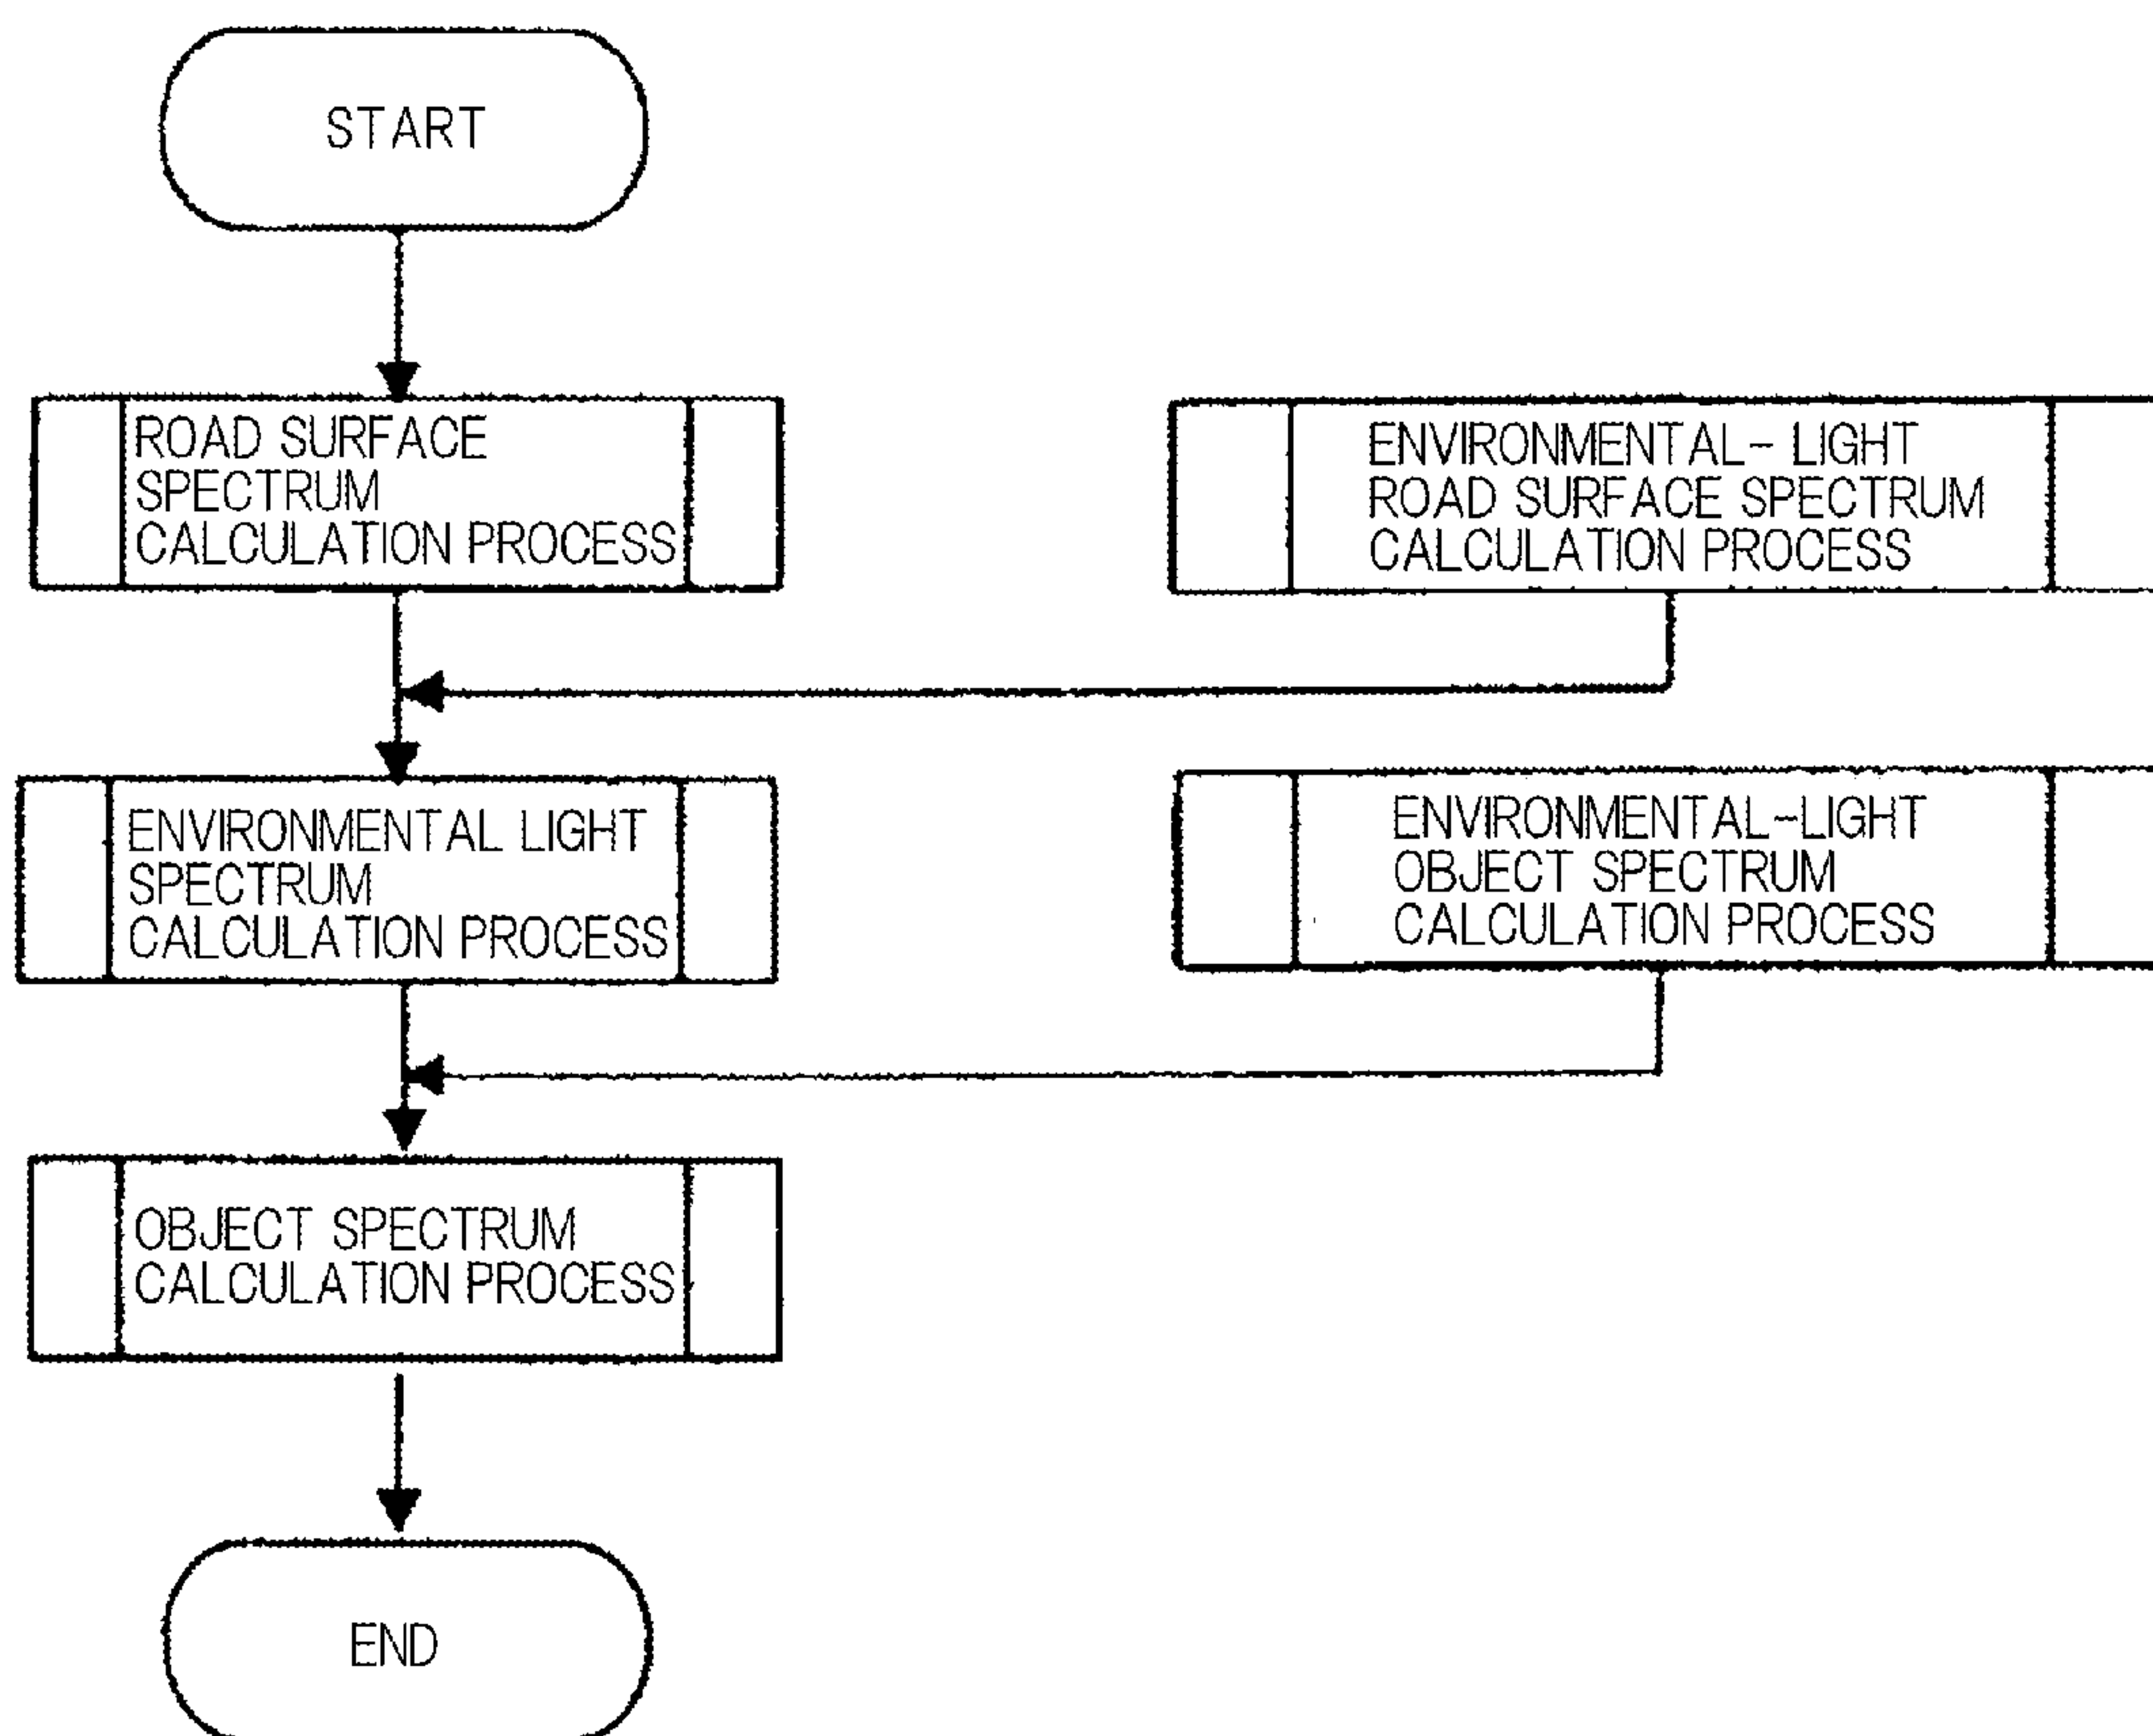 START
ROAD SURFACE
SPECTRUM
CALCULATION PROCESS
ENVIRONMENTAL- LIGHT
ROAD SURFACE SPECTRUM
CALCULATION PROCESS
ENVIRONMENTAL LIGHT
SPECTRUM
CALCULATION PROCESS
ENVIRONMENTAL-LIGHT
OBJECT SPECTRUM
CALCULATION PROCESS
OBJECT SPECTRUM
CALCULATION PROCESS
END